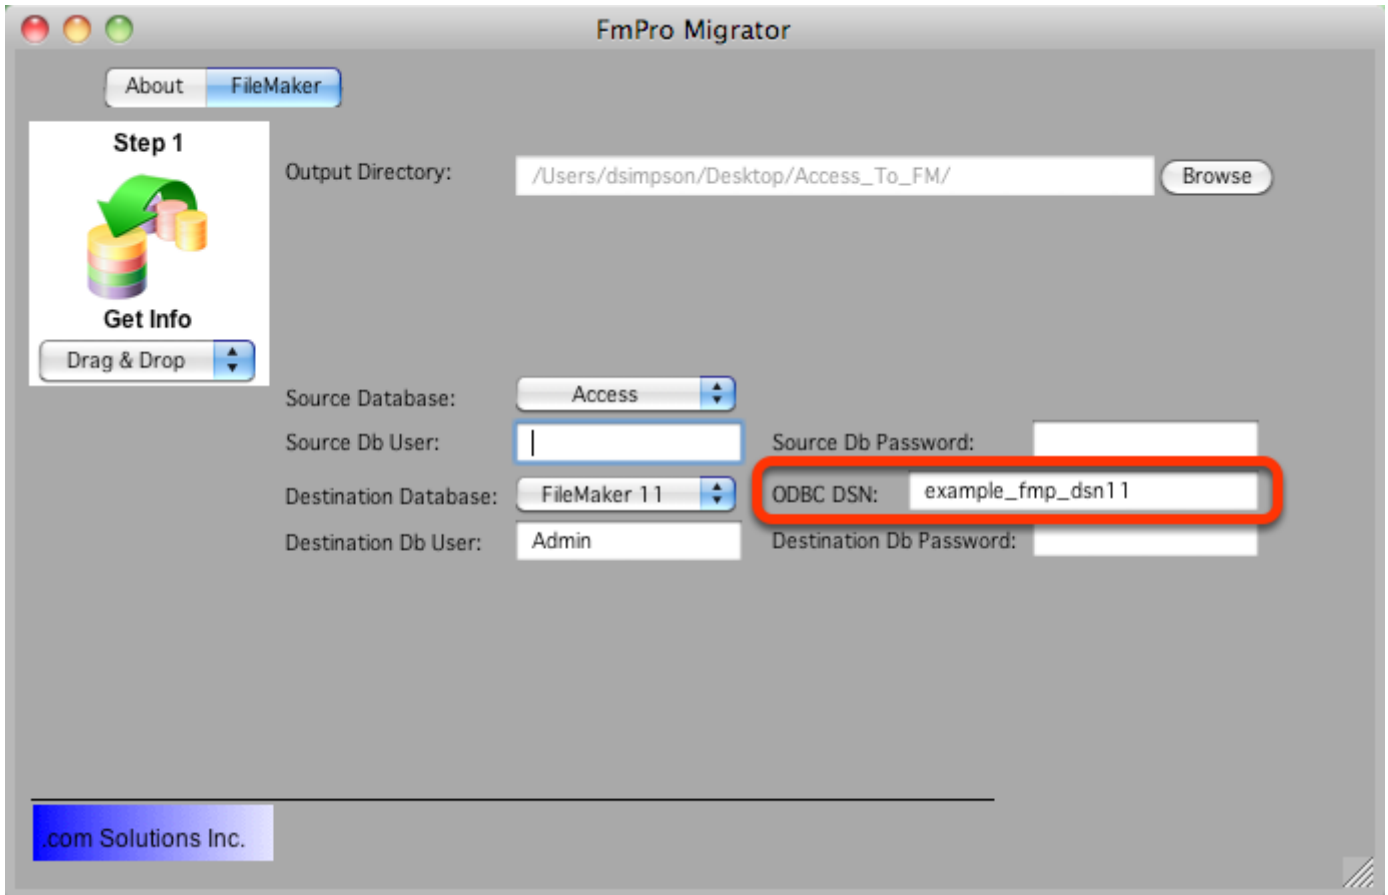 FmPro Migrator
About FileMaker
Step 1
Output Directory: /Users/dsimpson/Desktop/Access_To_FM/ Browse
Get Info
Drag & Drop
Source Database: Access
Source Db User: Source Db Password:
Destination Database: FileMaker 11 ODBC DSN: example_fmp_dsn11
Destination Db User: Admin Destination Db Password:
.com Solutions Inc.